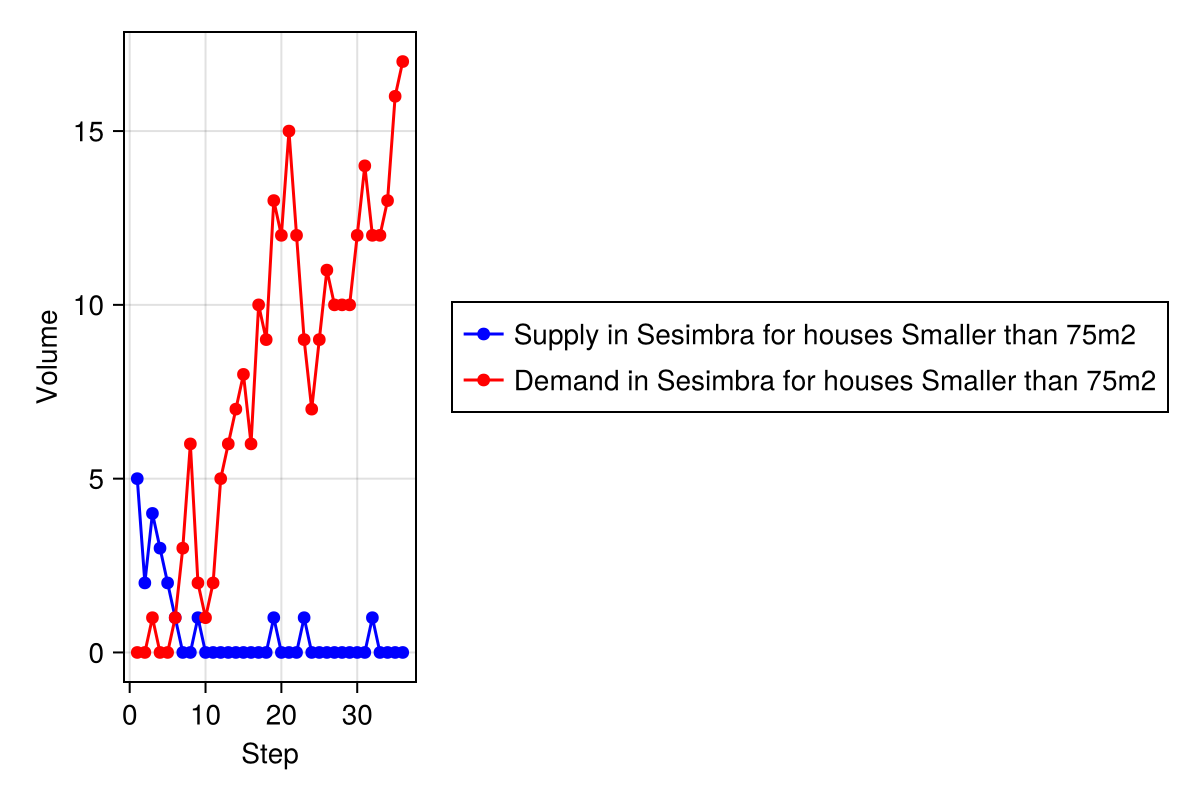 15
10
5
0
Volume
0 10 20 30
Step
Supply in Sesimbra for houses Smaller than 75m2
Demand in Sesimbra for houses Smaller than 75m2